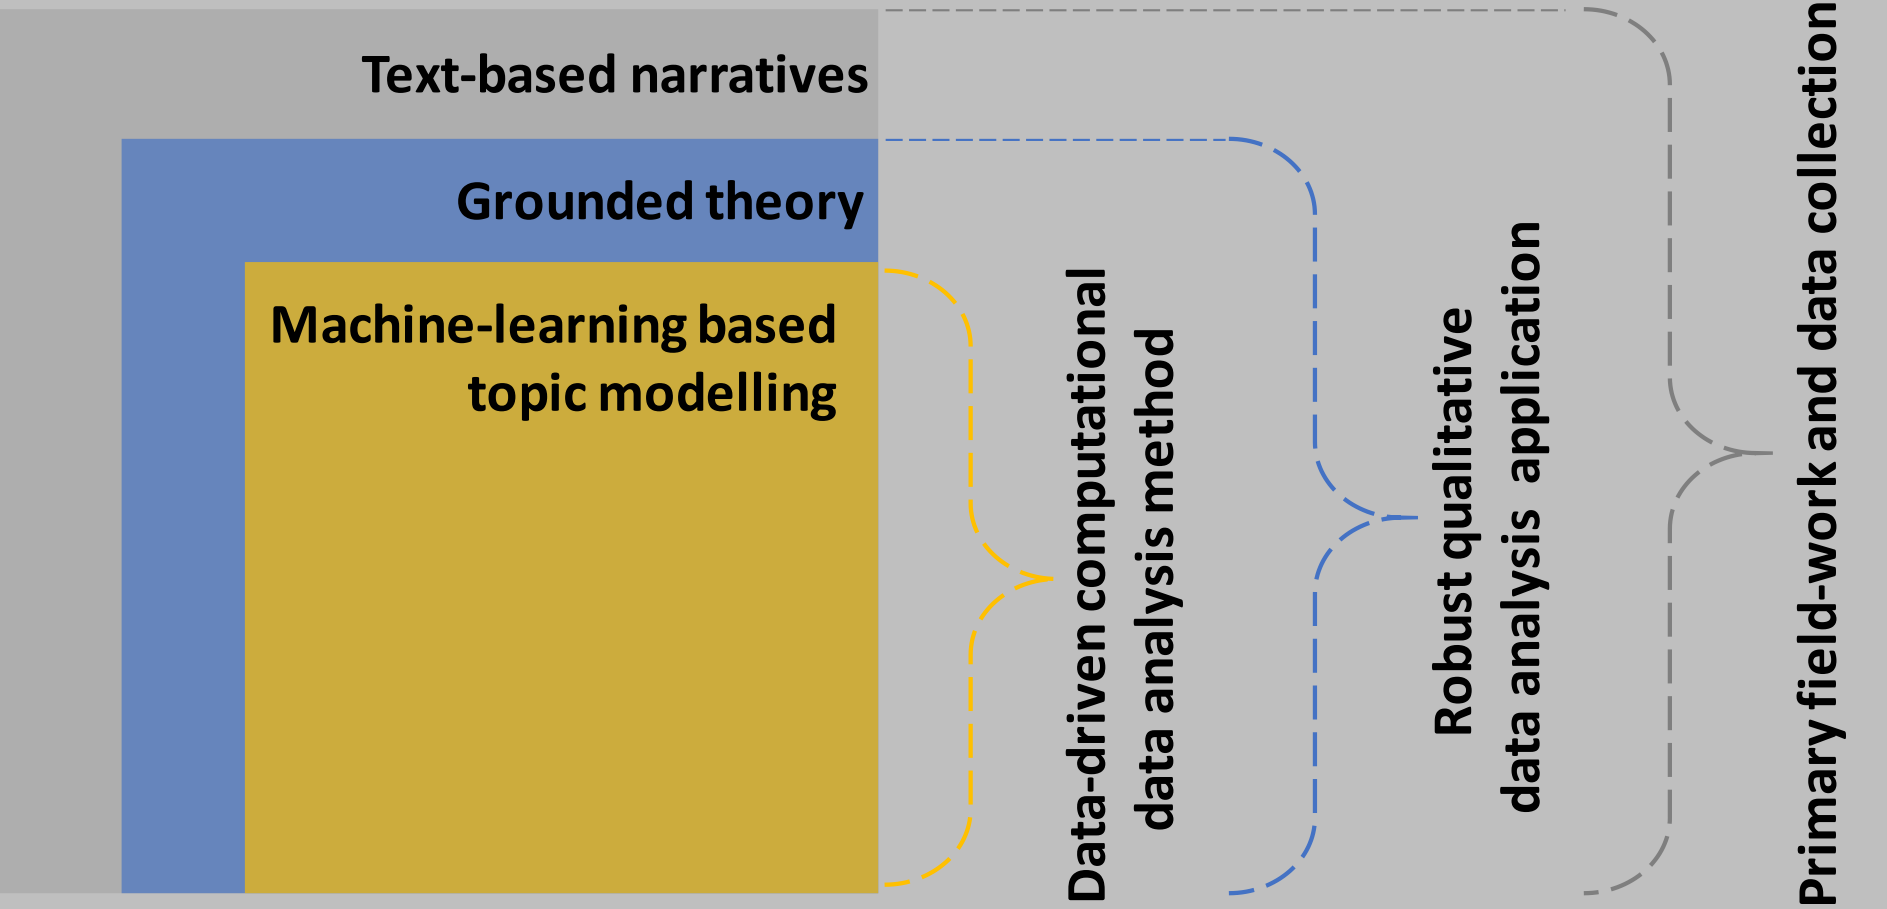 Text-based narratives
Grounded theory
Machine-learning based
topic modelling
Data-driven computational
data analysis method
Robust qualitative
data analysis application
Primary field-work and data collection